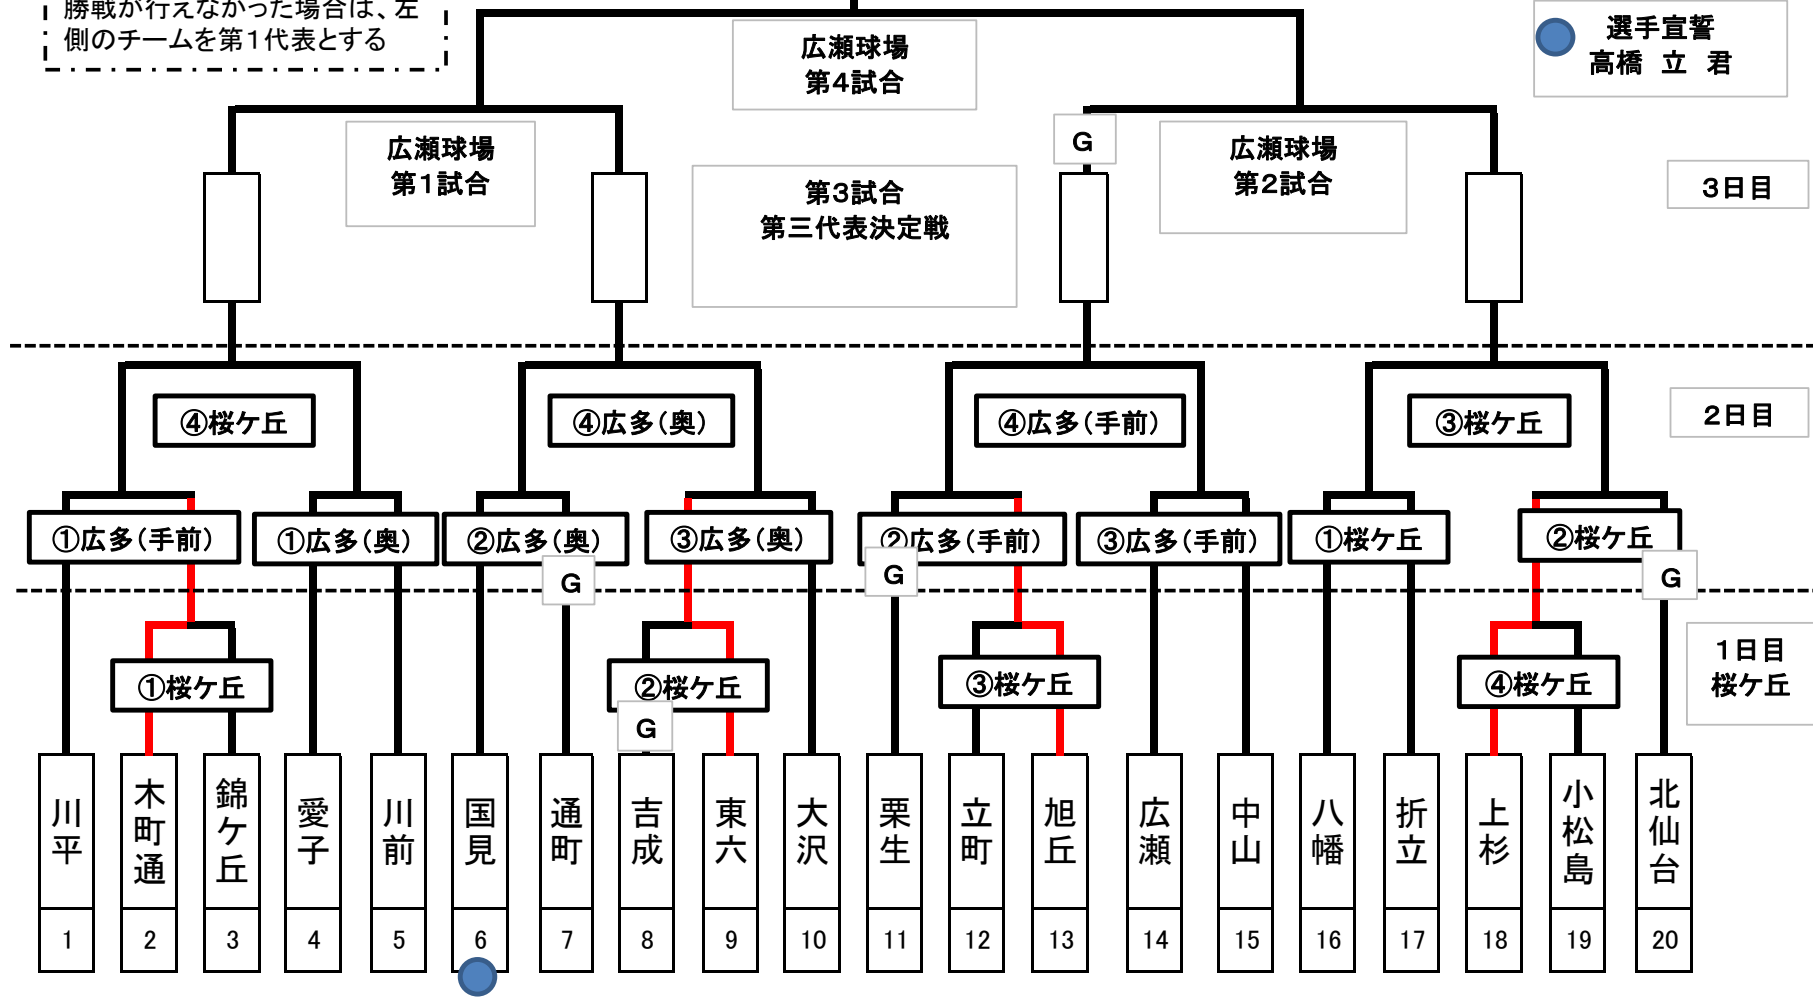 勝戦が行えなかった場合は、左
側のチームを第1代表とする
選手宣誓
高橋 立 君
広瀬球場
第4試合
広瀬球場
第1試合
G
広瀬球場
第2試合
第3試合
第三代表決定戦
3日目
④桜ケ丘
④広多(奥)
④広多(手前)
③桜ケ丘
2日目
①広多(手前)
①広多(奥)
②広多(奥)
③広多(奥)
②広多(手前)
③広多(手前)
①桜ケ丘
②桜ケ丘
G
G
G
①桜ケ丘
②桜ケ丘
③桜ケ丘
④桜ケ丘
1日目
桜ケ丘
G
川平
木町通
錦ケ丘
愛子
川前
国見
通町
吉成
東六
大沢
栗生
立町
旭丘
広瀬
中山
八幡
折立
上杉
小松島
北仙台
1
2
3
4
5
6
7
8
9
10
11
12
13
14
15
16
17
18
19
20